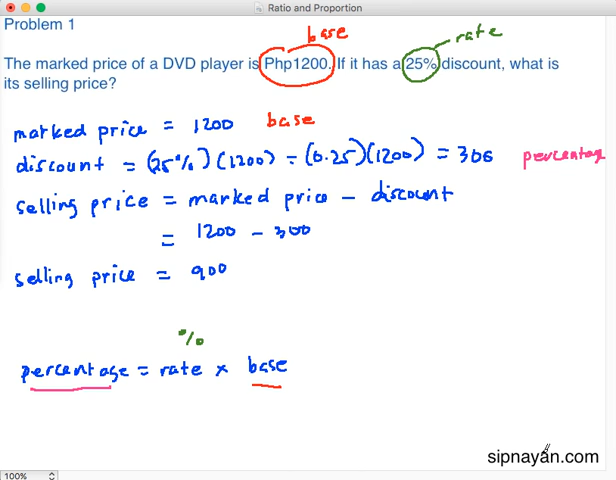 Ratio and Proportion
Problem 1
base
rate
The marked price of a DVD player is Php1200. If it has a 25% discount, what is
its selling price?
marked price = 1200 base
discount = (25%)(1200) = (0.25)(1200) = 300 percentage
selling price = marked price - discount
= 1200 - 300
selling price = 900
%
percentage = rate x base
sipnayan.com
100%